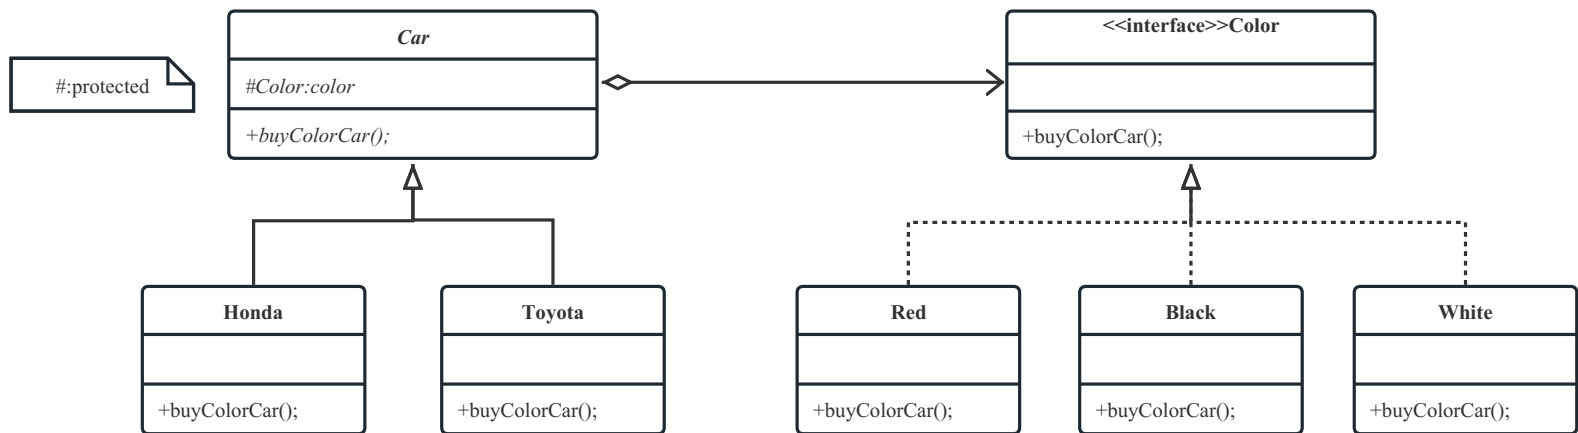 Car
<<interface>>Color
#:protected
#Color:color
+buyColorCar();
+buyColorCar();
Honda
Toyota
Red
Black
White
+buyColorCar();
+buyColorCar();
+buyColorCar();
+buyColorCar();
+buyColorCar();